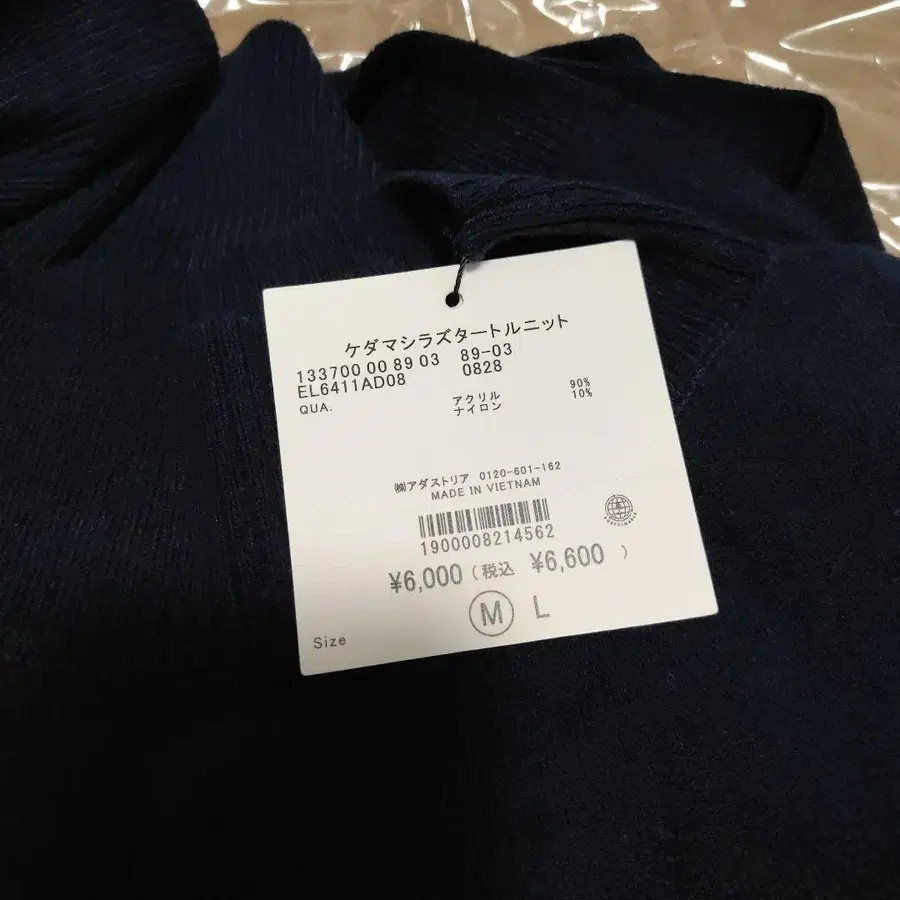 ケダマシラズタートルニット
133700 00 89 03 89-03
EL6411AD08 0828
QUA. アクリル 90%
ナイロン 10%
㈱アダストリア 0120-601-162
MADE IN VIETNAM
1900008214562
¥6,000 (税込 ¥6,600 )
Size M L